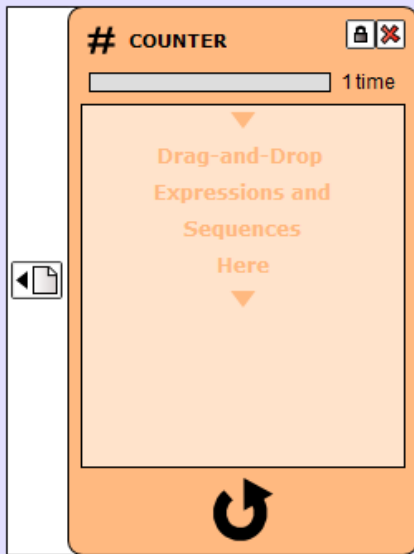 # COUNTER
1 time
Drag-and-Drop
Expressions and
Sequences
Here